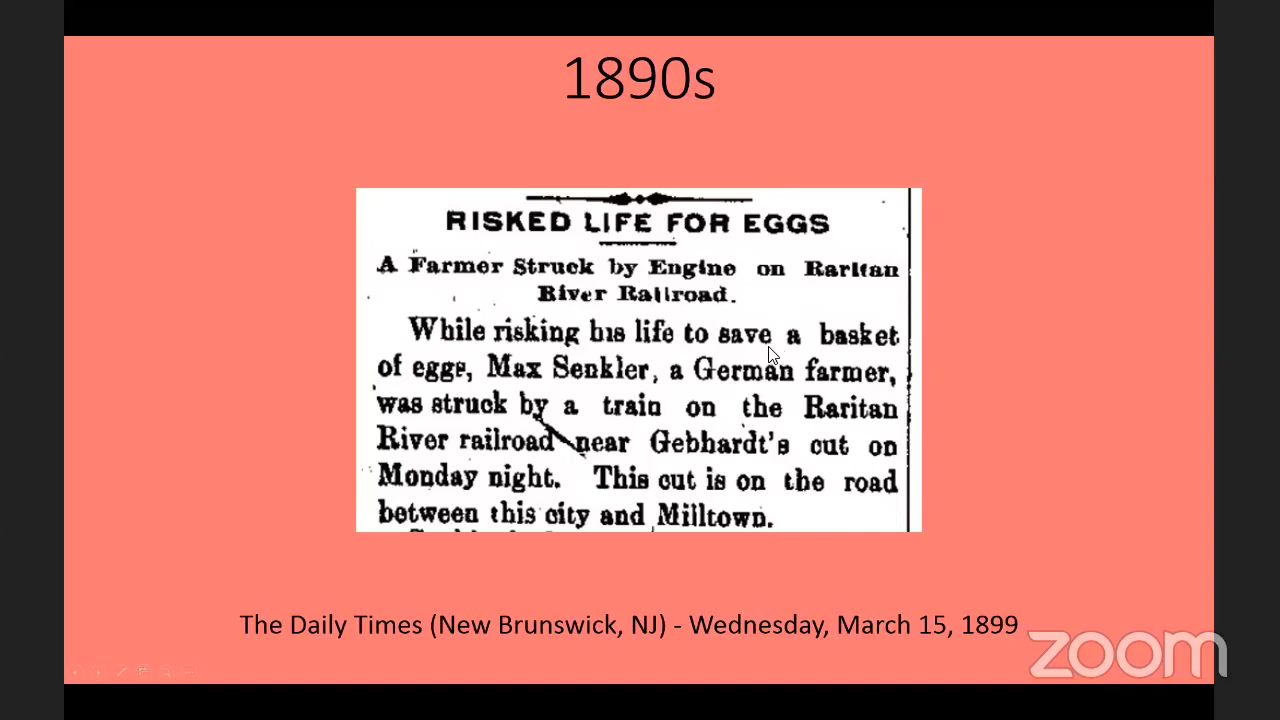 1890s
RISKED LIFE FOR EGGS
A Farmer Struck by Engine on Raritan
River Railroad.
While risking his life to save a basket
of eggs, Max Senkler, a German farmer,
was struck by a train on the Raritan
River railroad near Gebhardt's cut on
Monday night. This cut is on the road
between this city and Milltown.
The Daily Times (New Brunswick, NJ) - Wednesday, March 15, 1899
zoom